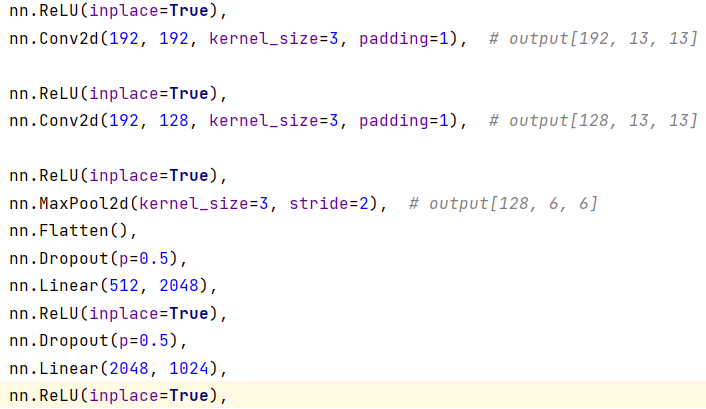 nn.ReLU(inplace=True),
nn.Conv2d(192, 192, kernel_size=3, padding=1),  # output[192, 13, 13]
nn.ReLU(inplace=True),
nn.Conv2d(192, 128, kernel_size=3, padding=1),  # output[128, 13, 13]
nn.ReLU(inplace=True),
nn.MaxPool2d(kernel_size=3, stride=2),  # output[128, 6, 6]
nn.Flatten(),
nn.Dropout(p=0.5),
nn.Linear(512, 2048),
nn.ReLU(inplace=True),
nn.Dropout(p=0.5),
nn.Linear(2048, 1024),
nn.ReLU(inplace=True),